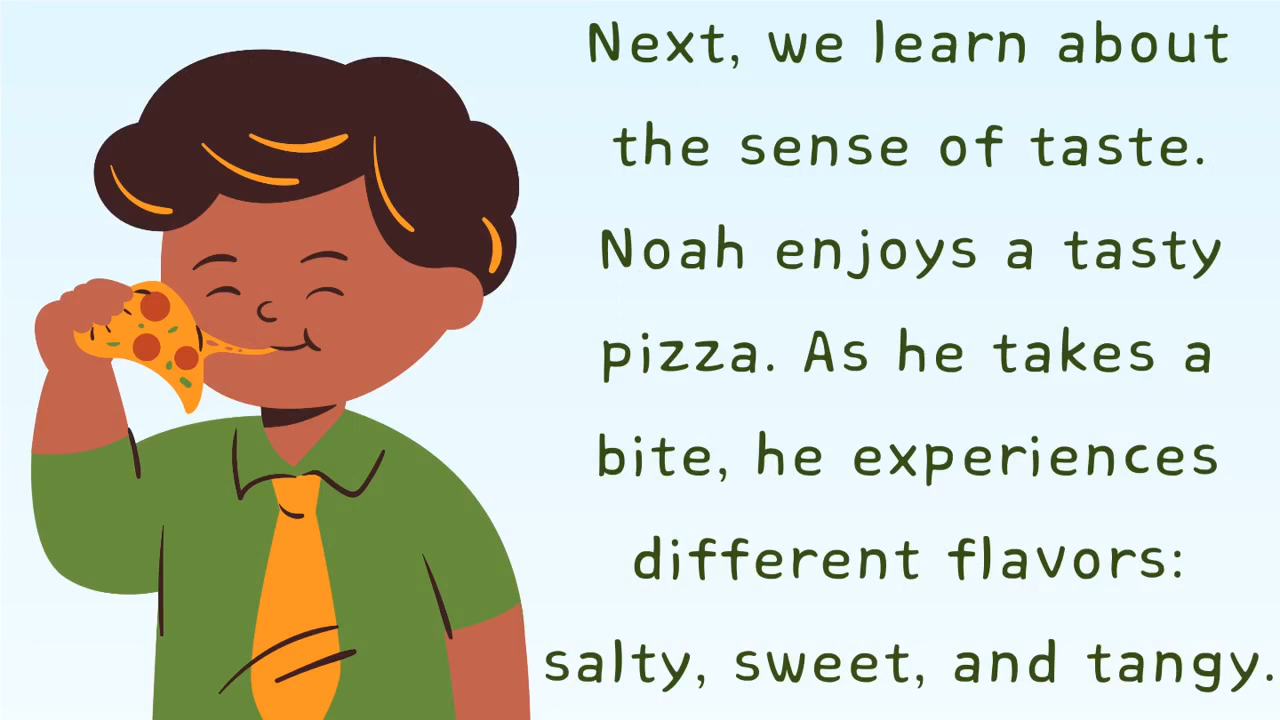 Next, we learn about
the sense of taste.
Noah enjoys a tasty
pizza. As he takes a
bite, he experiences
different flavors:
salty, sweet, and tangy.